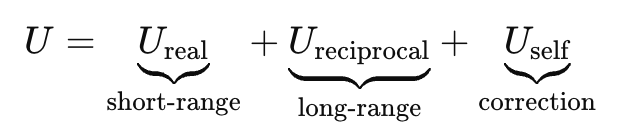 U = U_real + U_reciprocal + U_self
short-range long-range correction